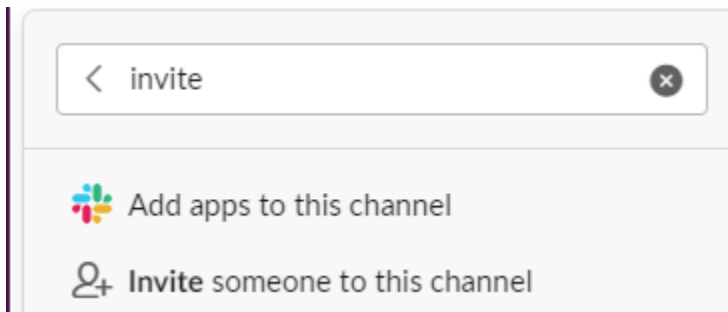 invite
Add apps to this channel
Invite someone to this channel